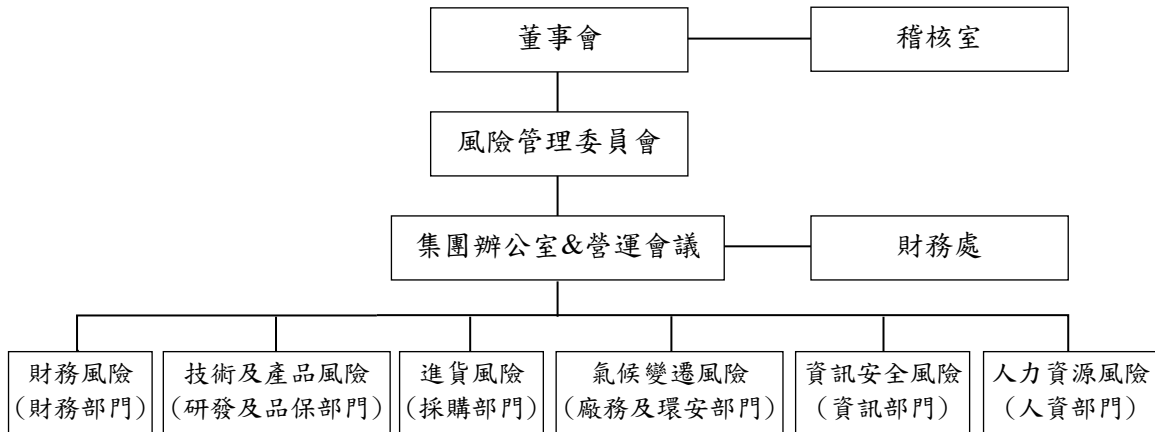 董事會
稽核室
風險管理委員會
集團辦公室&營運會議
財務處
財務風險
(財務部門)
技術及產品風險
(研發及品保部門)
進貨風險
(採購部門)
氣候變遷風險
(廠務及環安部門)
資訊安全風險
(資訊部門)
人力資源風險
(人資部門)